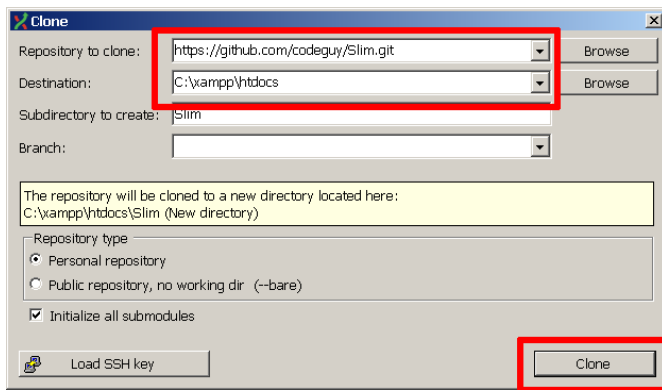 Clone
Repository to clone: https://github.com/codeguy/Slim.git Browse
Destination: C:\xampp\htdocs Browse
Subdirectory to create: Slim
Branch:
The repository will be cloned to a new directory located here:
C:\xampp\htdocs\Slim (New directory)
Repository type
Personal repository
Public repository, no working dir (--bare)
Initialize all submodules
Load SSH key Clone